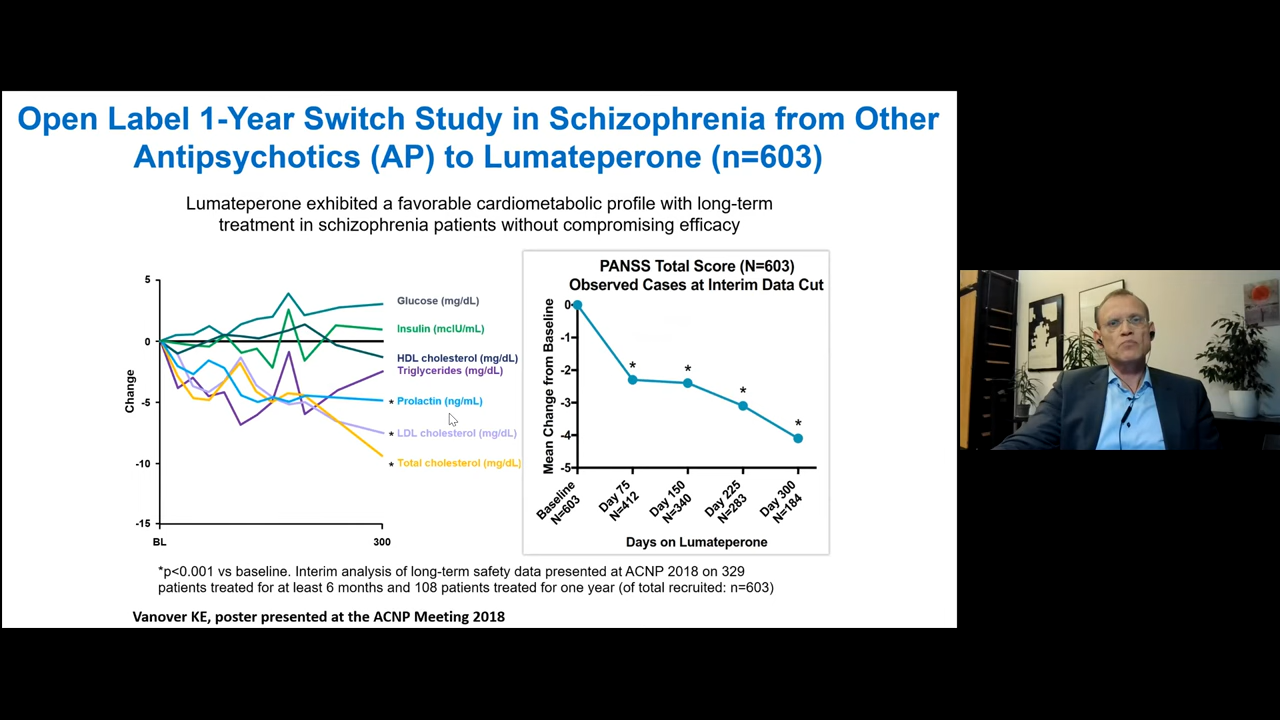 Open Label 1-Year Switch Study in Schizophrenia from Other
Antipsychotics (AP) to Lumateperone (n=603)
Lumateperone exhibited a favorable cardiometabolic profile with long-term
treatment in schizophrenia patients without compromising efficacy
5
0
-5
-10
-15
Change
BL
300
Glucose (mg/dL)
Insulin (mcIU/mL)
HDL cholesterol (mg/dL)
Triglycerides (mg/dL)
* Prolactin (ng/mL)
* LDL cholesterol (mg/dL)
* Total cholesterol (mg/dL)
PANSS Total Score (N=603)
Observed Cases at Interim Data Cut
Mean Change from Baseline
0
-1
-2
-3
-4
-5
*
*
*
*
Baseline
N=603
Day 75
N=412
Day 150
N=340
Day 225
N=283
Day 300
N=184
Days on Lumateperone
*p<0.001 vs baseline. Interim analysis of long-term safety data presented at ACNP 2018 on 329
patients treated for at least 6 months and 108 patients treated for one year (of total recruited: n=603)
Vanover KE, poster presented at the ACNP Meeting 2018